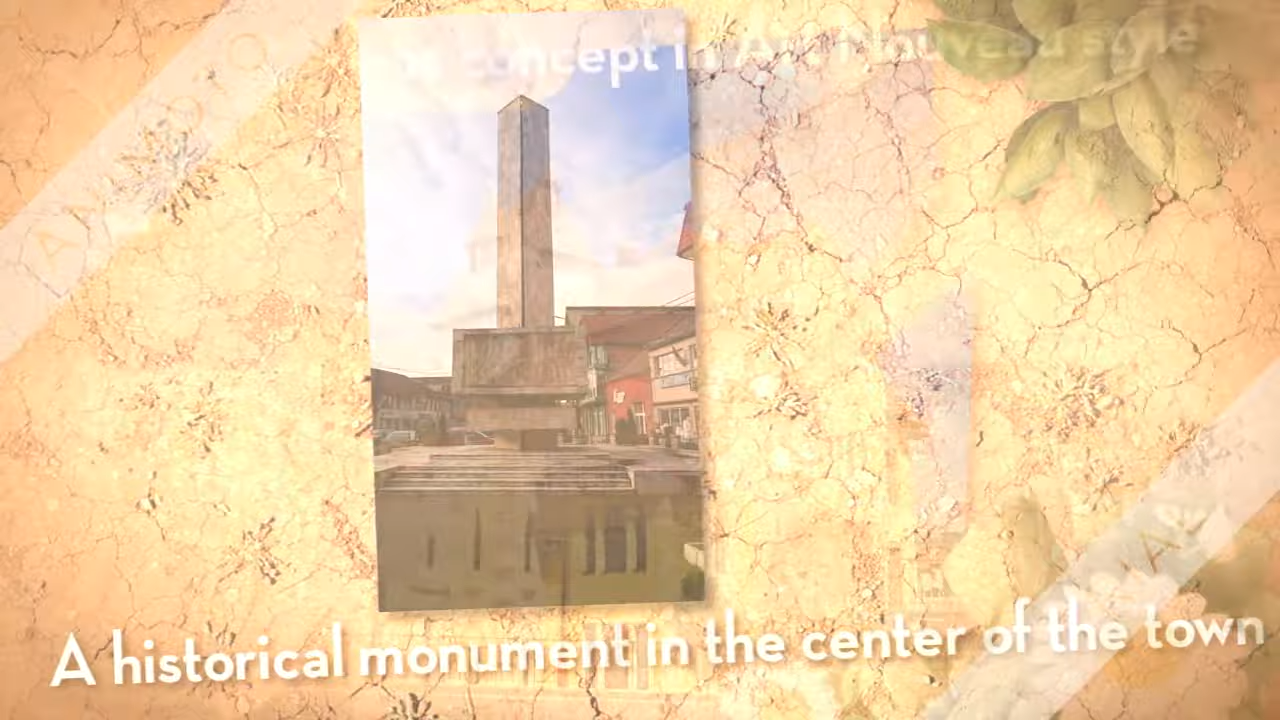 concept in Art Nouveau style
A historical monument in the center of the town